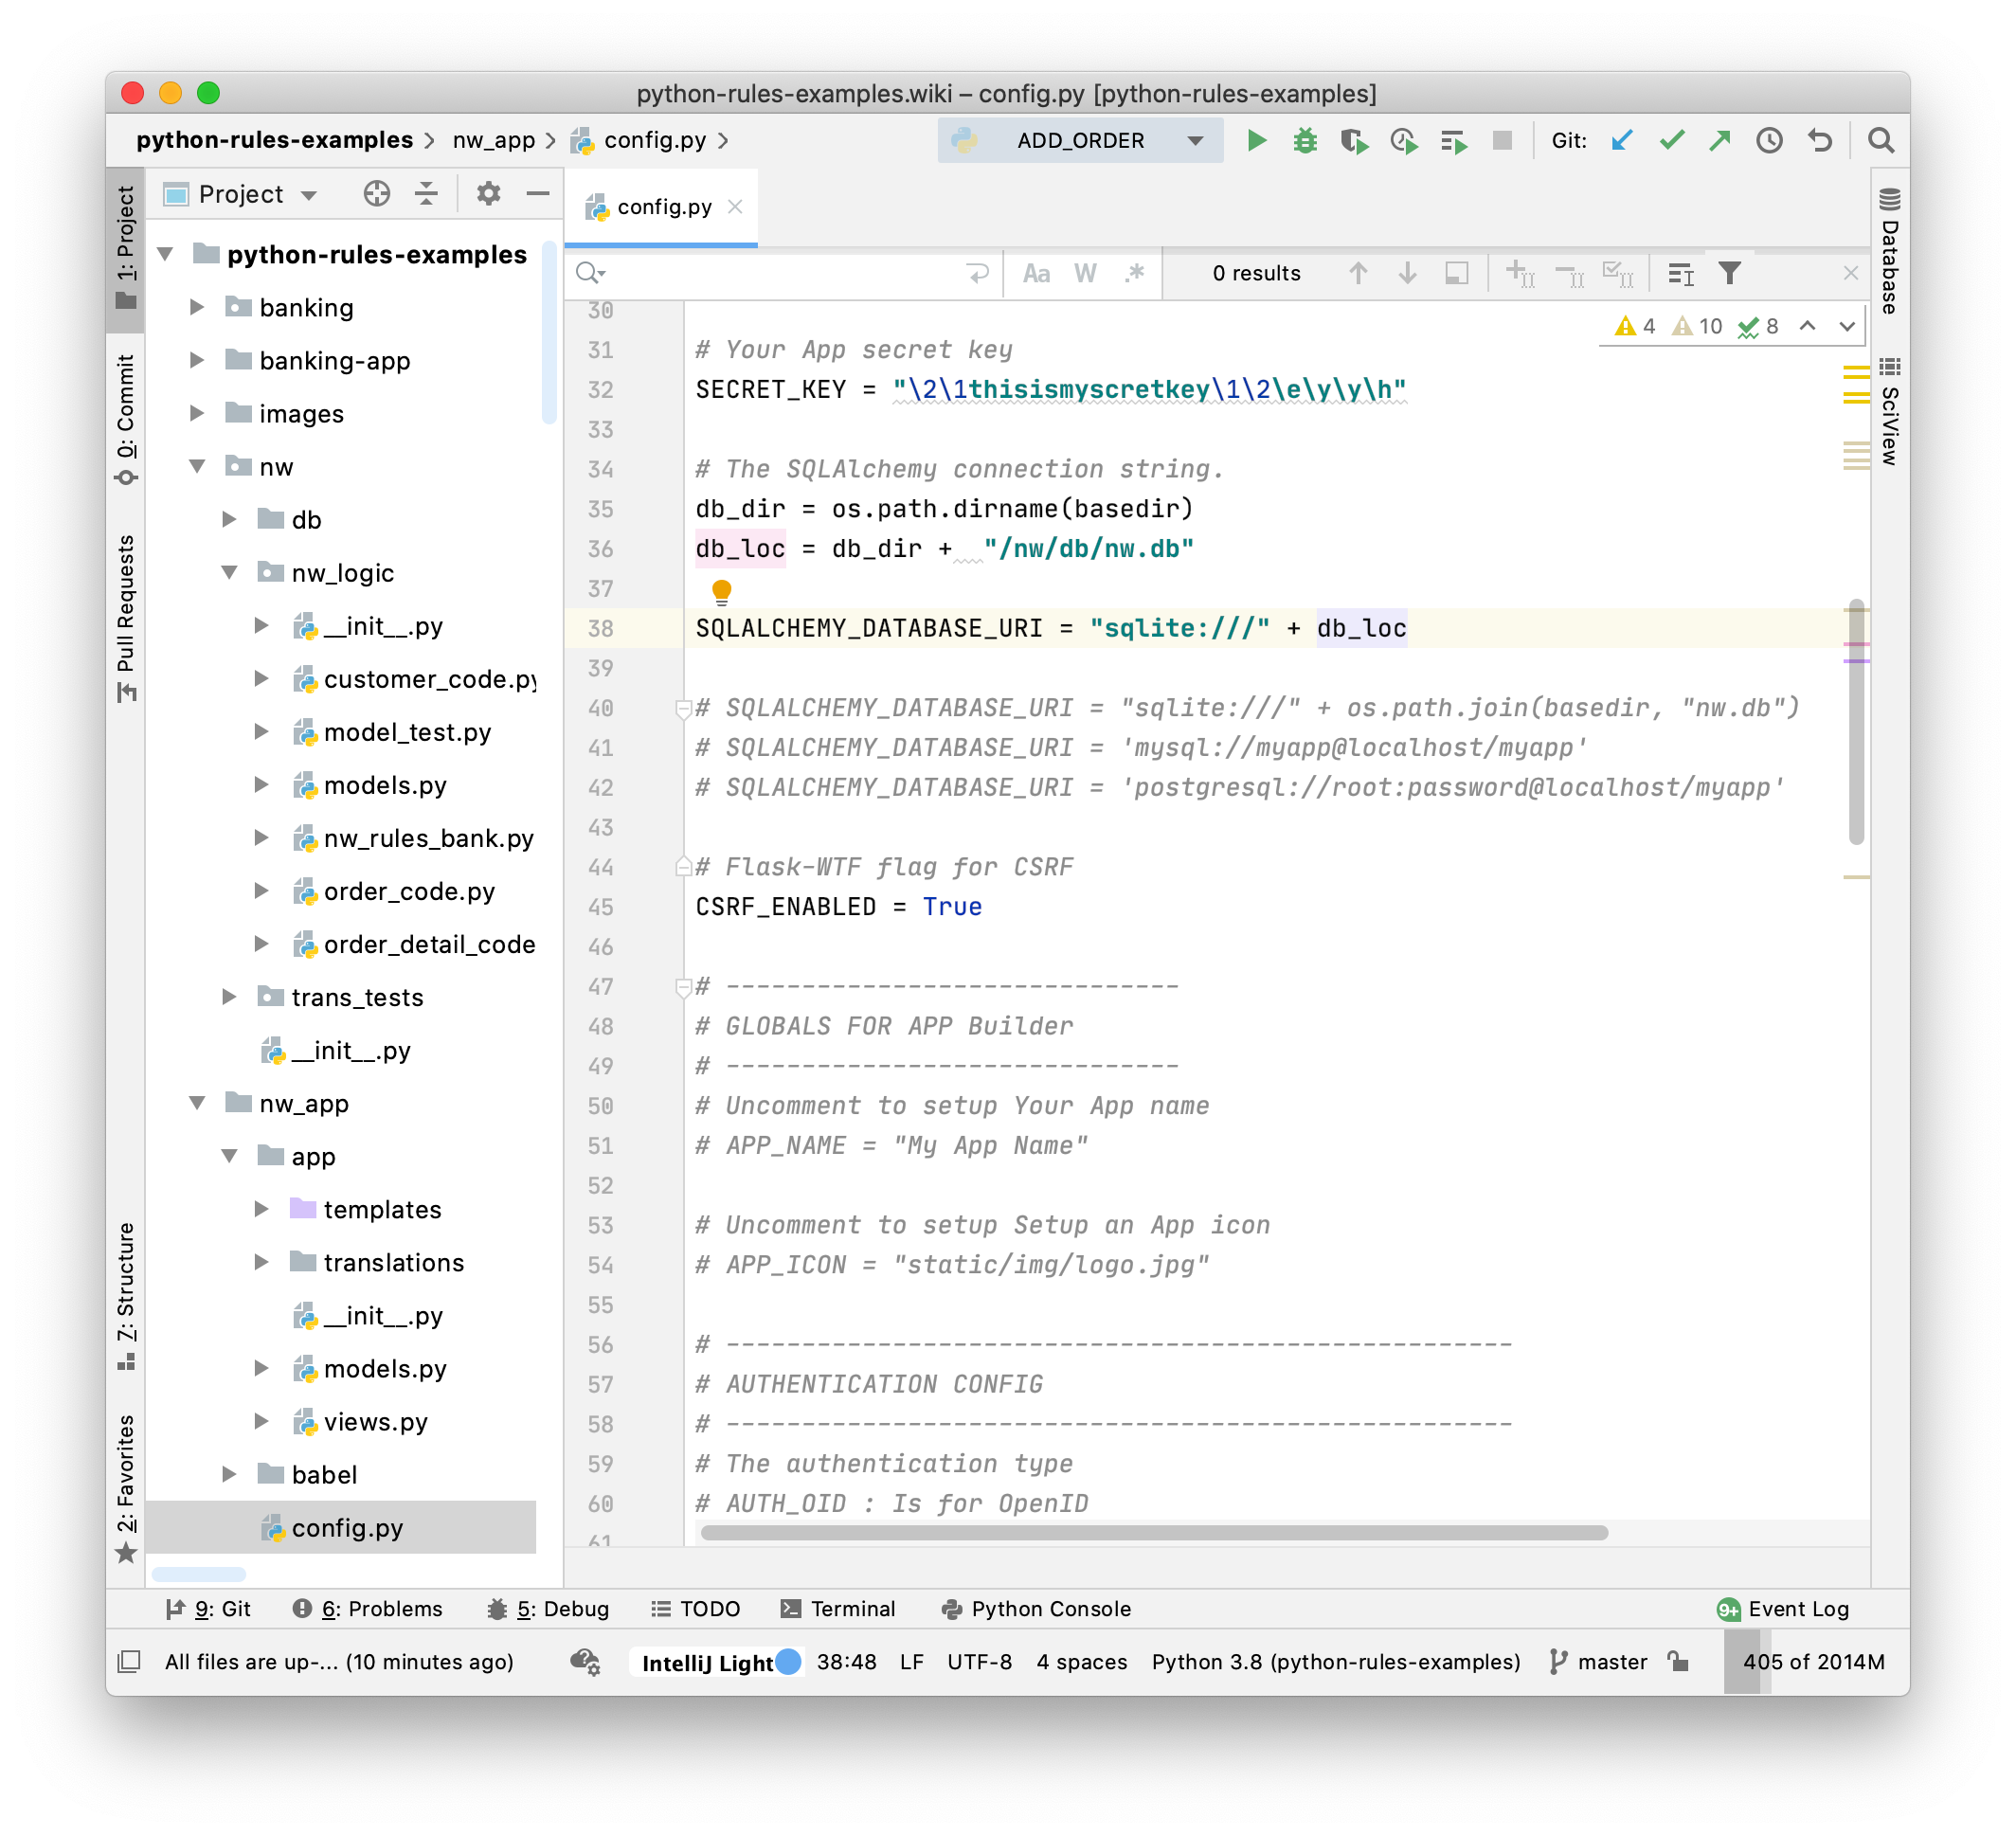 python-rules-examples.wiki – config.py [python-rules-examples]
python-rules-examples nw_app config.py ADD_ORDER Git:
1: Project
0: Commit
Pull Requests
7: Structure
2: Favorites
Project
python-rules-examples
banking
banking-app
images
nw
db
nw_logic
__init__.py
customer_code.py
model_test.py
models.py
nw_rules_bank.py
order_code.py
order_detail_code
trans_tests
__init__.py
nw_app
app
templates
translations
__init__.py
models.py
views.py
babel
config.py
config.py
Aa W .* 0 results
4 10 8
30
31 # Your App secret key
32 SECRET_KEY = "\2\1thisismyscretkey\1\2\e\y\y\h"
33
34 # The SQLAlchemy connection string.
35 db_dir = os.path.dirname(basedir)
36 db_loc = db_dir +  "/nw/db/nw.db"
37
38 SQLALCHEMY_DATABASE_URI = "sqlite:///" + db_loc
39
40 # SQLALCHEMY_DATABASE_URI = "sqlite:///" + os.path.join(basedir, "nw.db")
41 # SQLALCHEMY_DATABASE_URI = 'mysql://myapp@localhost/myapp'
42 # SQLALCHEMY_DATABASE_URI = 'postgresql://root:password@localhost/myapp'
43
44 # Flask-WTF flag for CSRF
45 CSRF_ENABLED = True
46
47 # ------------------------------
48 # GLOBALS FOR APP Builder
49 # ------------------------------
50 # Uncomment to setup Your App name
51 # APP_NAME = "My App Name"
52
53 # Uncomment to setup Setup an App icon
54 # APP_ICON = "static/img/logo.jpg"
55
56 # ----------------------------------------------------
57 # AUTHENTICATION CONFIG
58 # ----------------------------------------------------
59 # The authentication type
60 # AUTH_OID : Is for OpenID
61
Database
SciView
9: Git 6: Problems 5: Debug TODO Terminal Python Console 9+ Event Log
All files are up-... (10 minutes ago) IntelliJ Light 38:48 LF UTF-8 4 spaces Python 3.8 (python-rules-examples) master 405 of 2014M